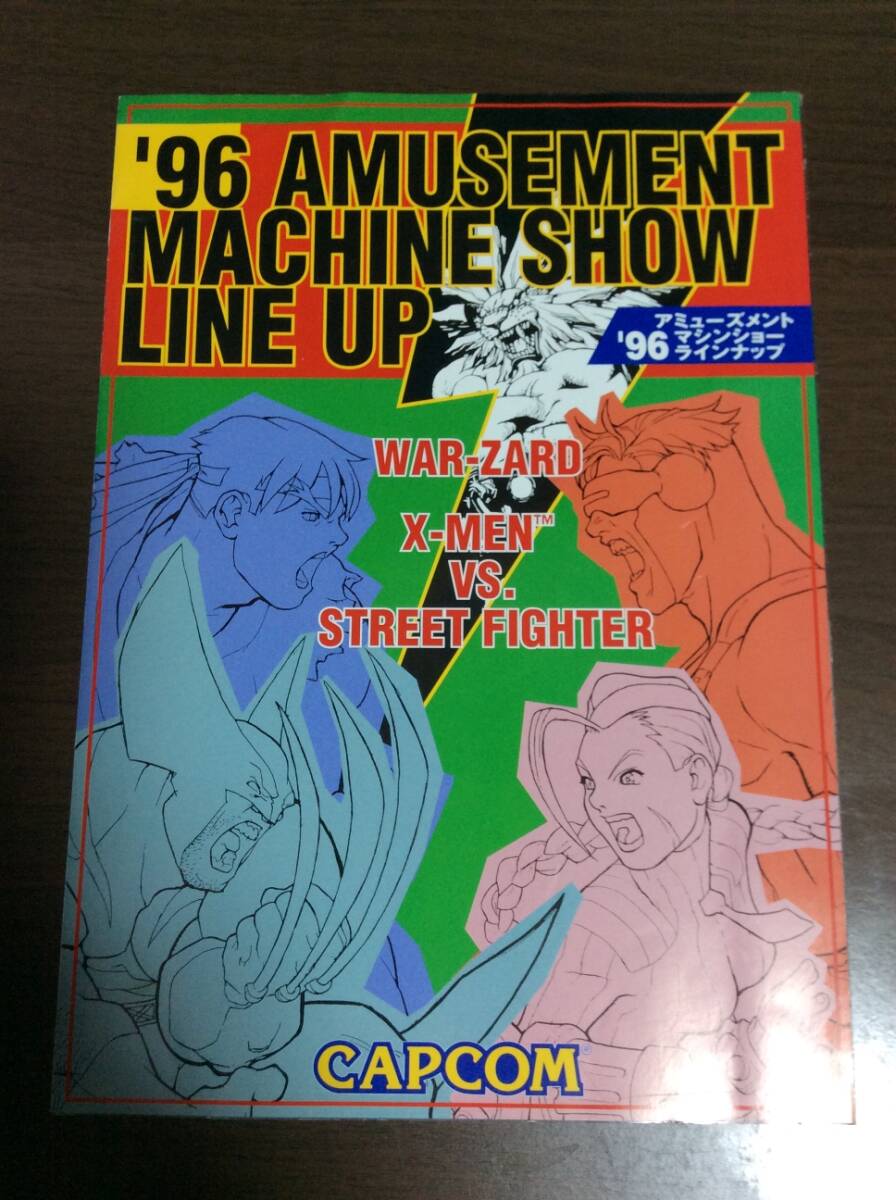 '96 AMUSEMENT
MACHINE SHOW
LINE UP
'96 アミューズメント
マシンショー
ラインナップ
WAR-ZARD
X-MEN™
VS.
STREET FIGHTER
CAPCOM®